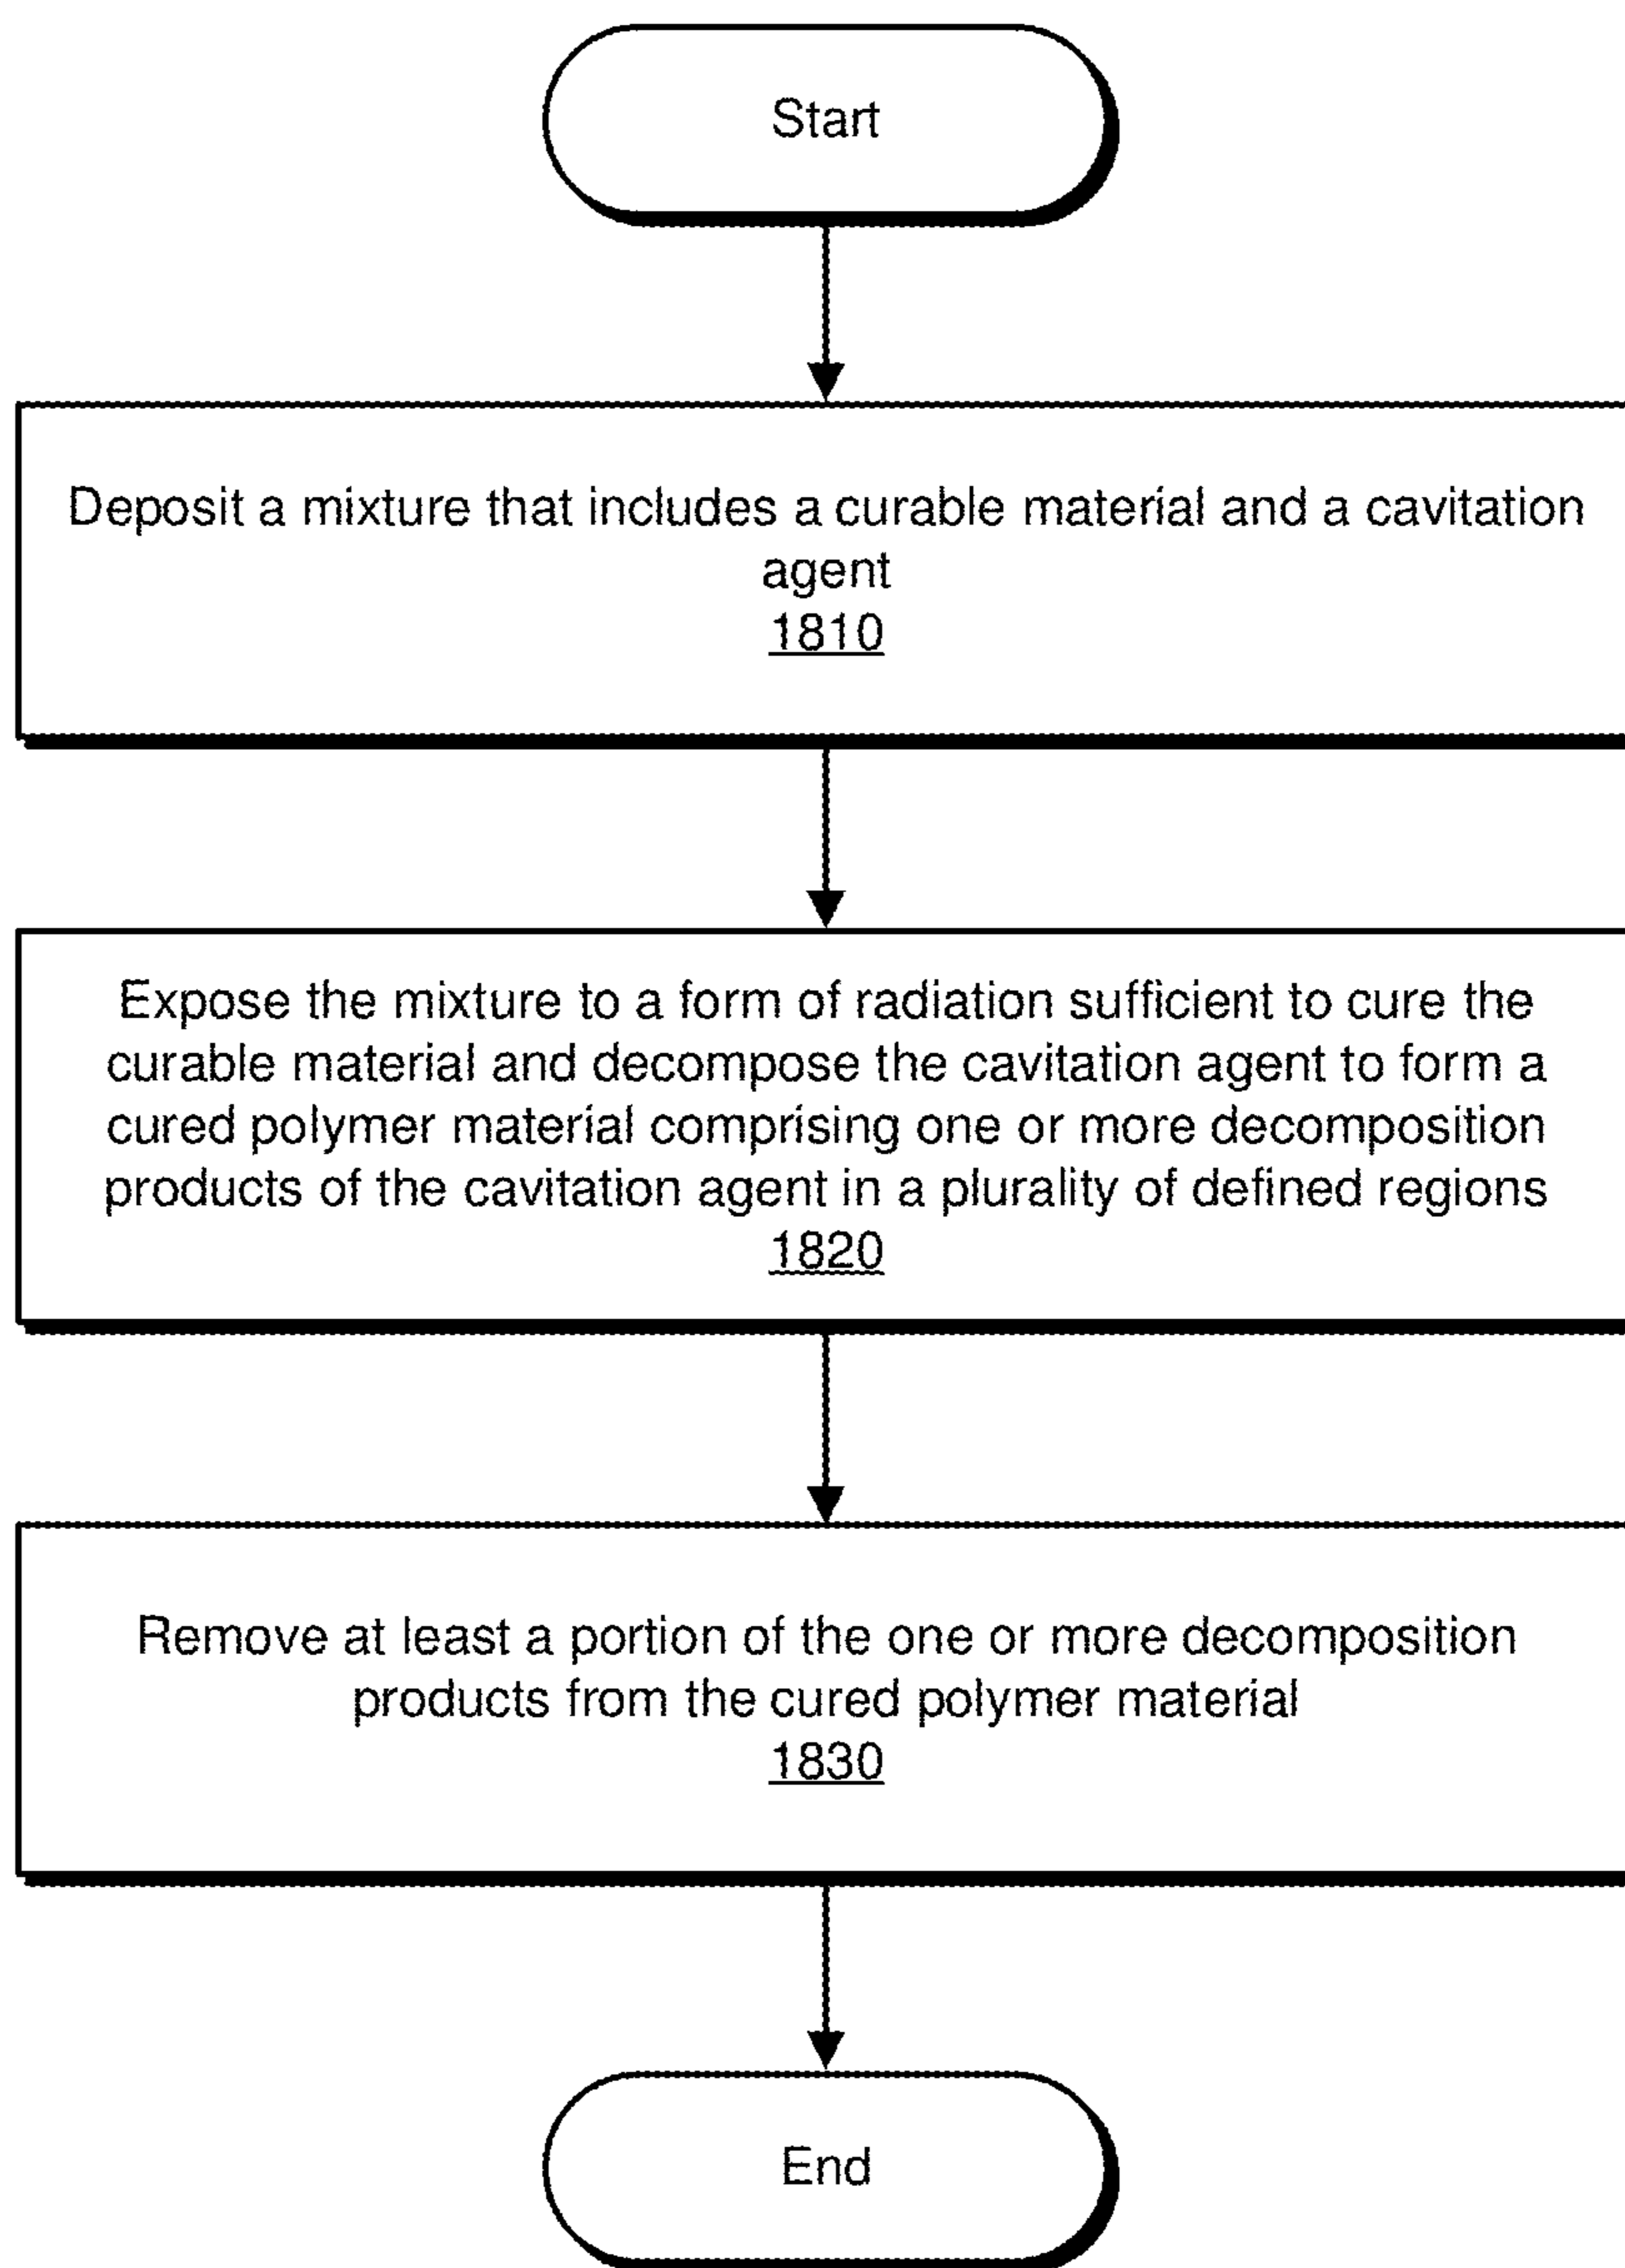 Start
Deposit a mixture that includes a curable material and a cavitation
agent
1810
Expose the mixture to a form of radiation sufficient to cure the
curable material and decompose the cavitation agent to form a
cured polymer material comprising one or more decomposition
products of the cavitation agent in a plurality of defined regions
1820
Remove at least a portion of the one or more decomposition
products from the cured polymer material
1830
End